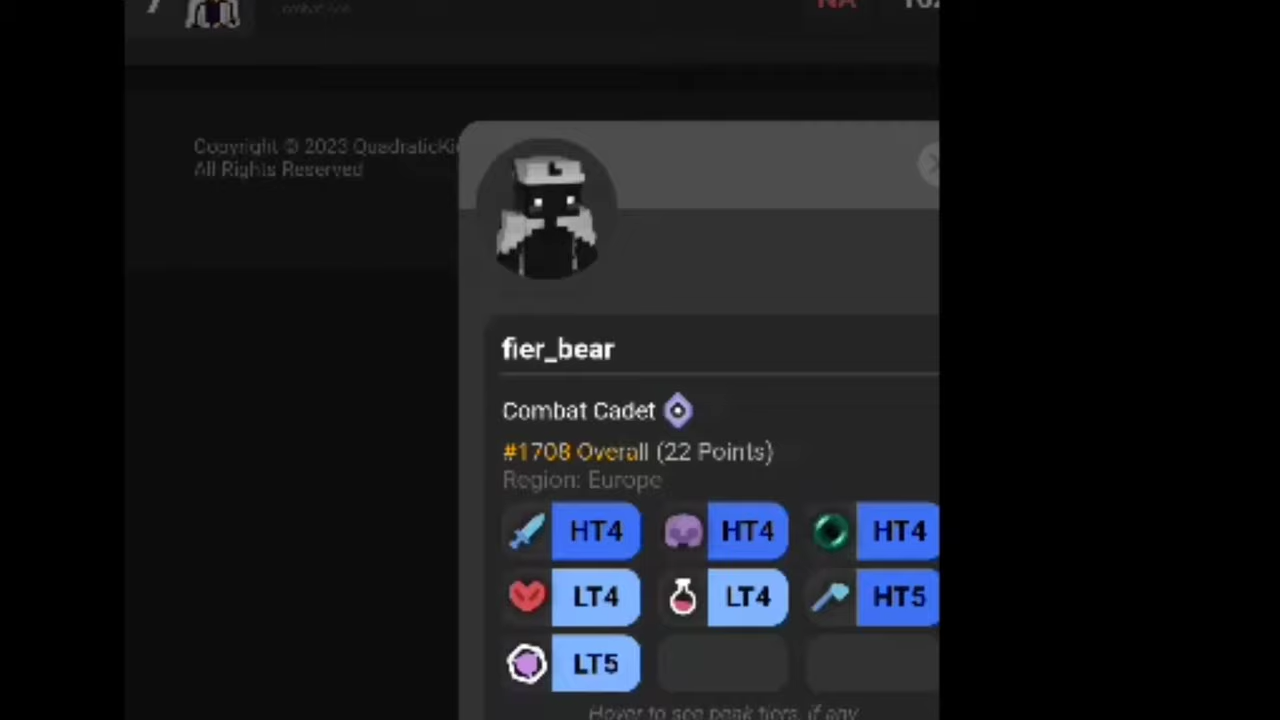 NA
Copyright © 2023
All Rights Reserved
fier_bear
Combat Cadet
#1708 Overall (22 Points)
Region: Europe
HT4 HT4 HT4
LT4 LT4 HT5
LT5
Hover to see peak tiers, if any